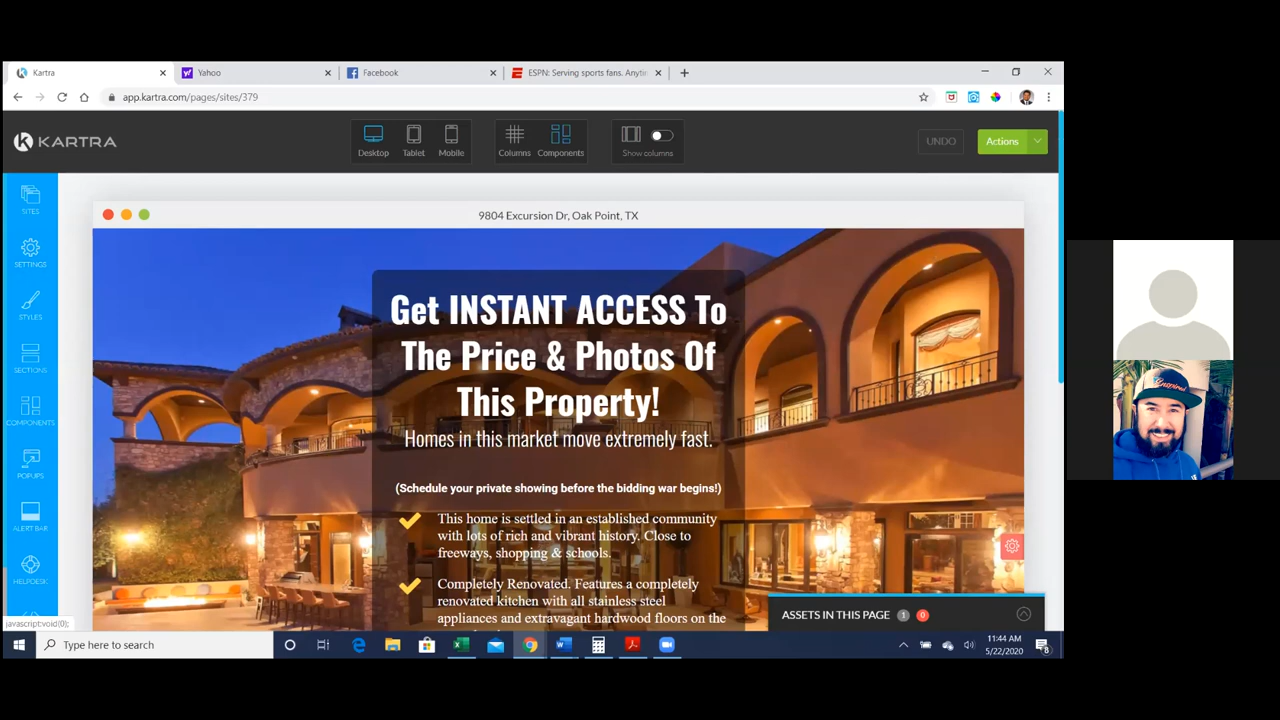 Kartra
Yahoo
Facebook
ESPN: Serving sports fans. Anytim
app.kartra.com/pages/sites/379
KARTRA
Desktop
Tablet
Mobile
Columns
Components
Show columns
UNDO
Actions
SITES
SETTINGS
STYLES
SECTIONS
COMPONENTS
POPUPS
ALERT BAR
HELPDESK
9804 Excursion Dr, Oak Point, TX
Get INSTANT ACCESS To
The Price & Photos Of
This Property!
Homes in this market move extremely fast.
(Schedule your private showing before the bidding war begins!)
This home is settled in an established community
with lots of rich and vibrant history. Close to
freeways, shopping & schools.
Completely Renovated. Features a completely
renovated kitchen with all stainless steel
appliances and extravagant hardwood floors on the
ASSETS IN THIS PAGE 1 0
javascript:void(0);
Type here to search
11:44 AM
5/22/2020
8
Inspired